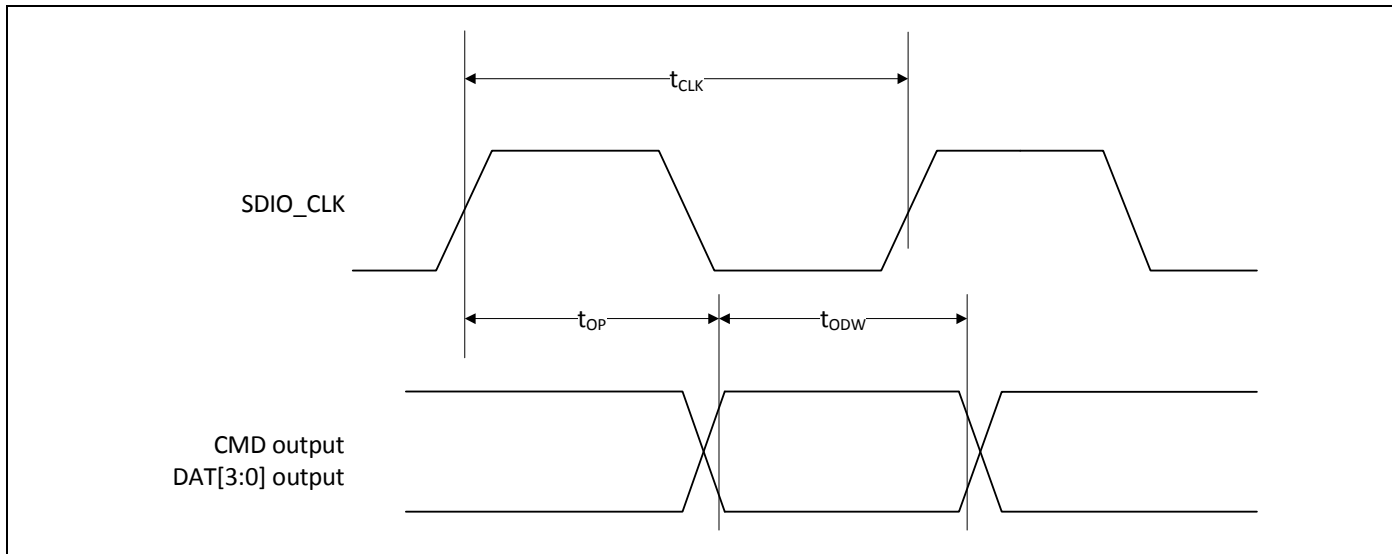 tCLK
SDIO_CLK
tOP
tODW
CMD output
DAT[3:0] output